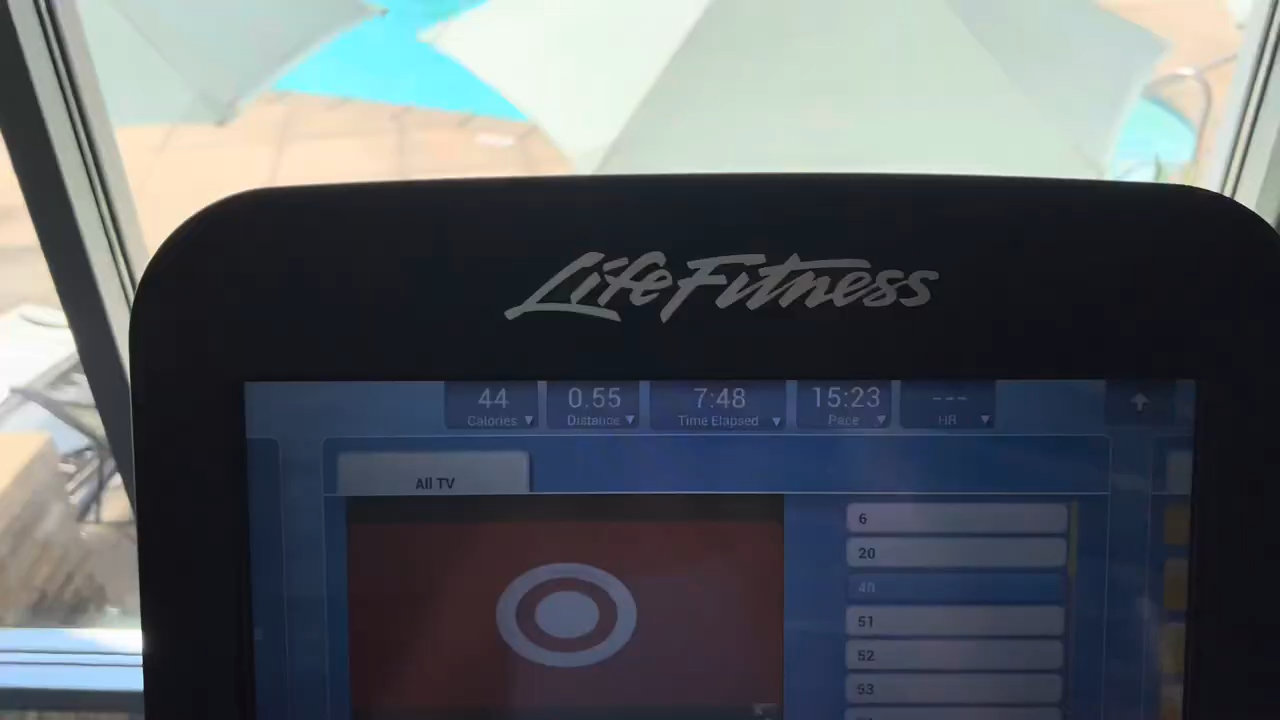 LifeFitness
44 0.55 7:48 15:23 ---
Calories Distance Time Elapsed Pace HR
All TV
6
20
40
51
52
53